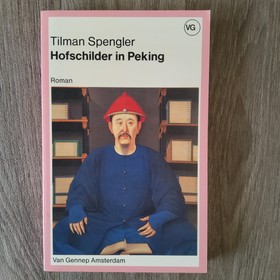 VG
Tilman Spengler
Hofschilder in Peking
Roman
Van Gennep Amsterdam